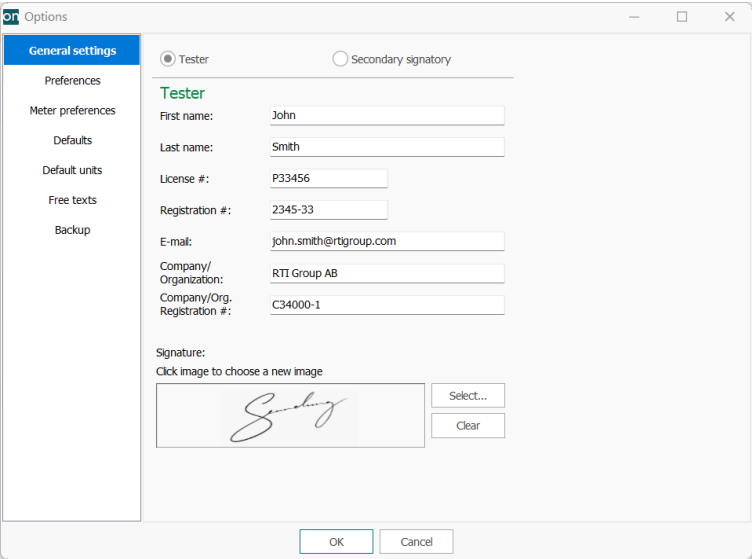 on Options
General settings
Preferences
Meter preferences
Defaults
Default units
Free texts
Backup
Tester
Secondary signatory
Tester
First name: John
Last name: Smith
License #: P33456
Registration #: 2345-33
E-mail: john.smith@rtigroup.com
Company/
Organization: RTI Group AB
Company/Org.
Registration #: C34000-1
Signature:
Click image to choose a new image
Select...
Clear
OK
Cancel